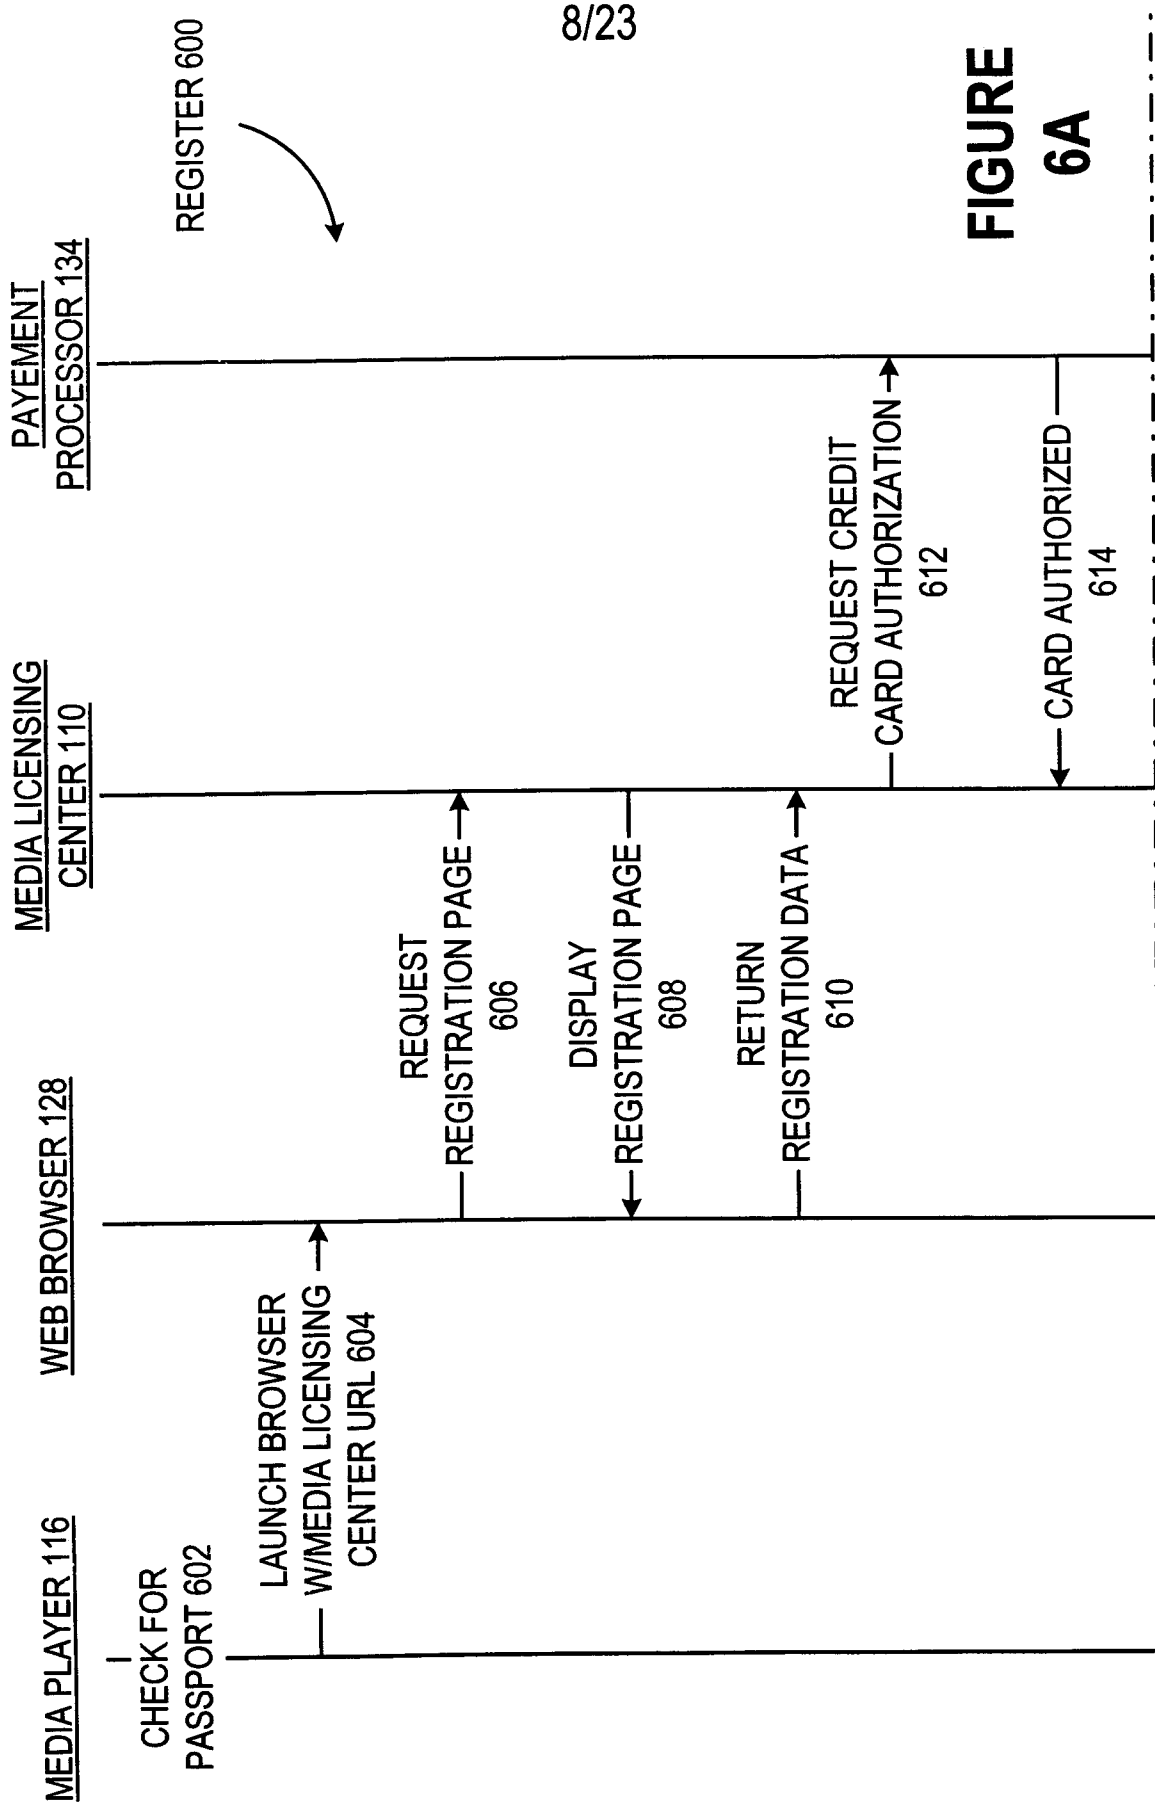 8/23
MEDIA PLAYER 116
WEB BROWSER 128
MEDIA LICENSING
CENTER 110
PAYEMENT
PROCESSOR 134
REGISTER 600
CHECK FOR
PASSPORT 602
LAUNCH BROWSER
W/MEDIA LICENSING
CENTER URL 604
REQUEST
REGISTRATION PAGE
606
DISPLAY
REGISTRATION PAGE
608
RETURN
REGISTRATION DATA
610
REQUEST CREDIT
CARD AUTHORIZATION
612
CARD AUTHORIZED
614
FIGURE
6A